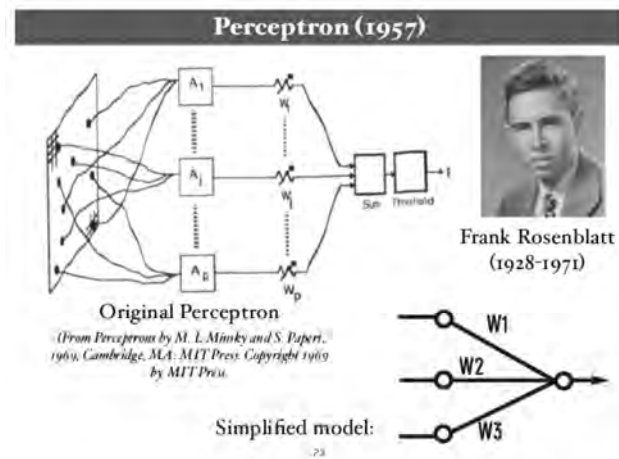 Perceptron (1957)
A1
W1
Aj
Wj
Ap
Wp
Sum
Threshold
Original Perceptron
(From Perceptrons by M. L Minsky and S. Papert,
1969, Cambridge, MA: MIT Press. Copyright 1969
by MIT Press.
Frank Rosenblatt
(1928-1971)
W1
W2
W3
Simplified model: